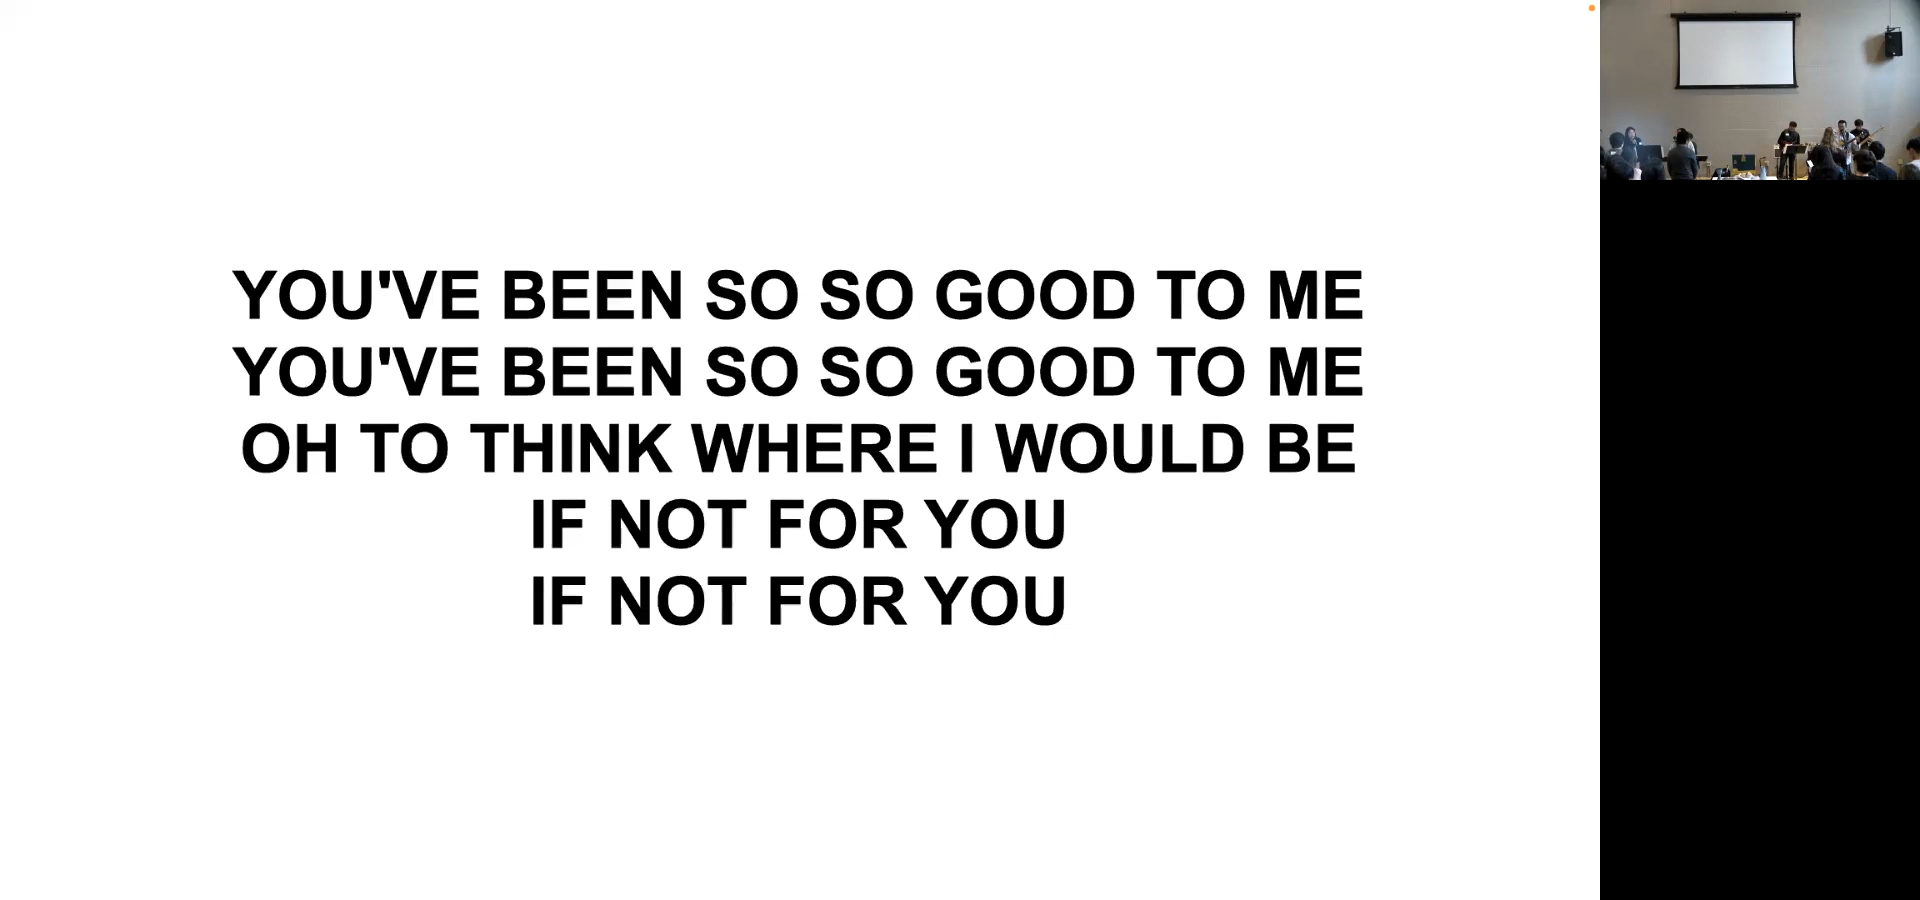 YOU'VE BEEN SO SO GOOD TO ME
YOU'VE BEEN SO SO GOOD TO ME
OH TO THINK WHERE I WOULD BE
IF NOT FOR YOU
IF NOT FOR YOU